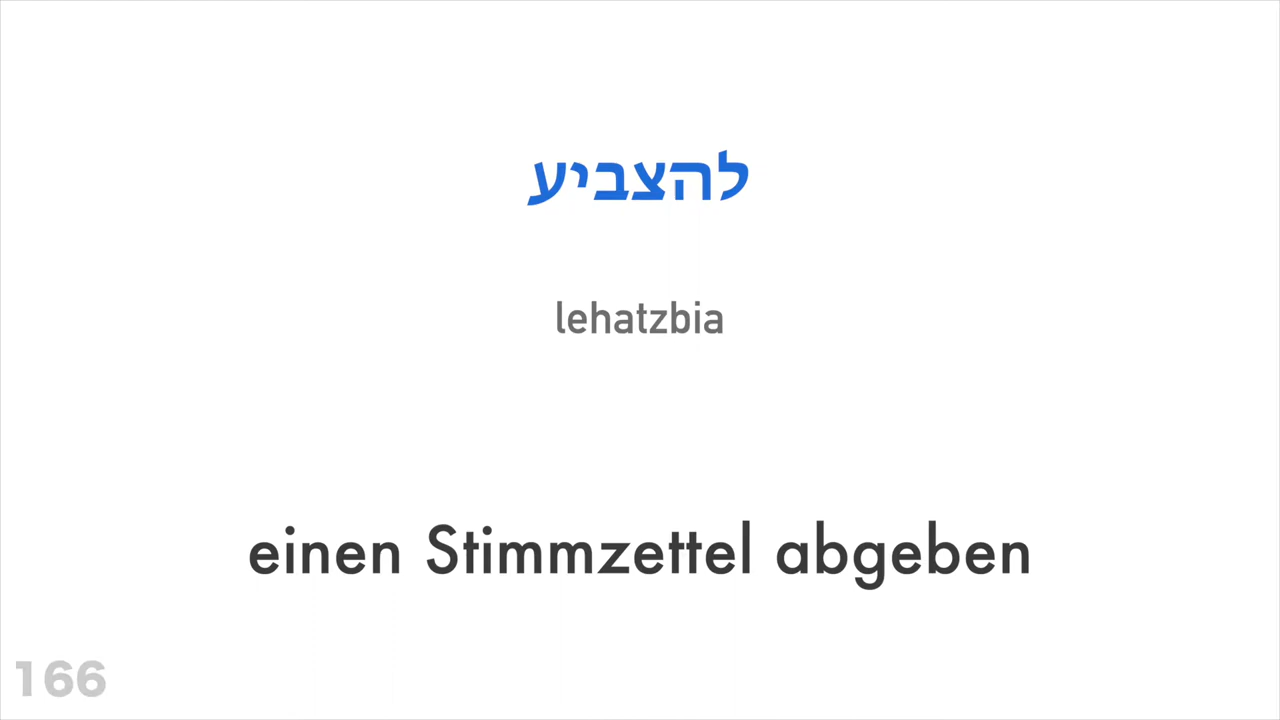 להצביע
lehatzbia
einen Stimmzettel abgeben
166